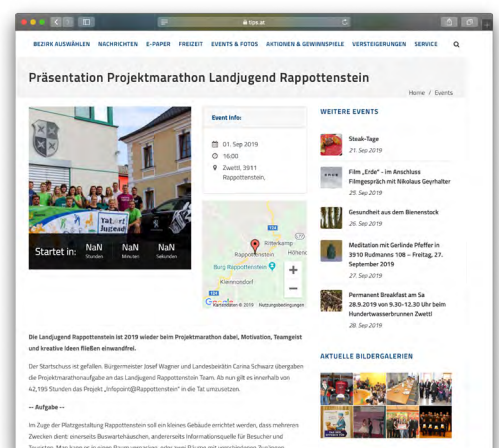 tips.at
BEZIRK AUSWÄHLEN NACHRICHTEN E-PAPER FREIZEIT EVENTS & FOTOS AKTIONEN & GEWINNSPIELE VERSTEIGERUNGEN SERVICE
Präsentation Projektmarathon Landjugend Rappottenstein
Home / Events
Startet in:
NaN NaN NaN
Stunden Minuten Sekunden
Event Info:
01. Sep 2019
16:00
Zwettl, 3911
Rappottenstein,
Ritterkamp
Rappottenstein
Burg Rappottenstein
Kleinnondorf
Google
Kartendaten © 2019 Nutzungsbedingungen
WEITERE EVENTS
Steak-Tage
21. Sep 2019
Film „Erde" - im Anschluss
Filmgespräch mit Nikolaus Geyrhalter
25. Sep 2019
Gesundheit aus dem Bienenstock
26. Sep 2019
Meditation mit Gerlinde Pfeffer in
3910 Rudmanns 108 – Freitag, 27.
September 2019
27. Sep 2019
Permanent Breakfast am Sa
28.9.2019 von 9.30-12.30 Uhr beim
Hundertwasserbrunnen Zwettl
28. Sep 2019
AKTUELLE BILDERGALERIEN
Die Landjugend Rappottenstein ist 2019 wieder beim Projektmarathon dabei, Motivation, Teamgeist
und kreative Ideen fließen einwandfrei.
Der Startschuss ist gefallen. Bürgermeister Josef Wagner und Landesbeirätin Carina Schwarz übergaben
die Projektmarathonaufgabe an das Landjugend Rappottenstein Team. Ab nun gilt es innerhalb von
42,195 Stunden das Projekt „Infopoint@Rappottenstein" in die Tat umzusetzen.
-- Aufgabe --
Im Zuge der Platzgestaltung Rappottenstein soll ein kleines Gebäude errichtet werden, dass mehreren
Zwecken dient: einerseits Buswartehäuschen, andererseits Informationsquelle für Besucher und